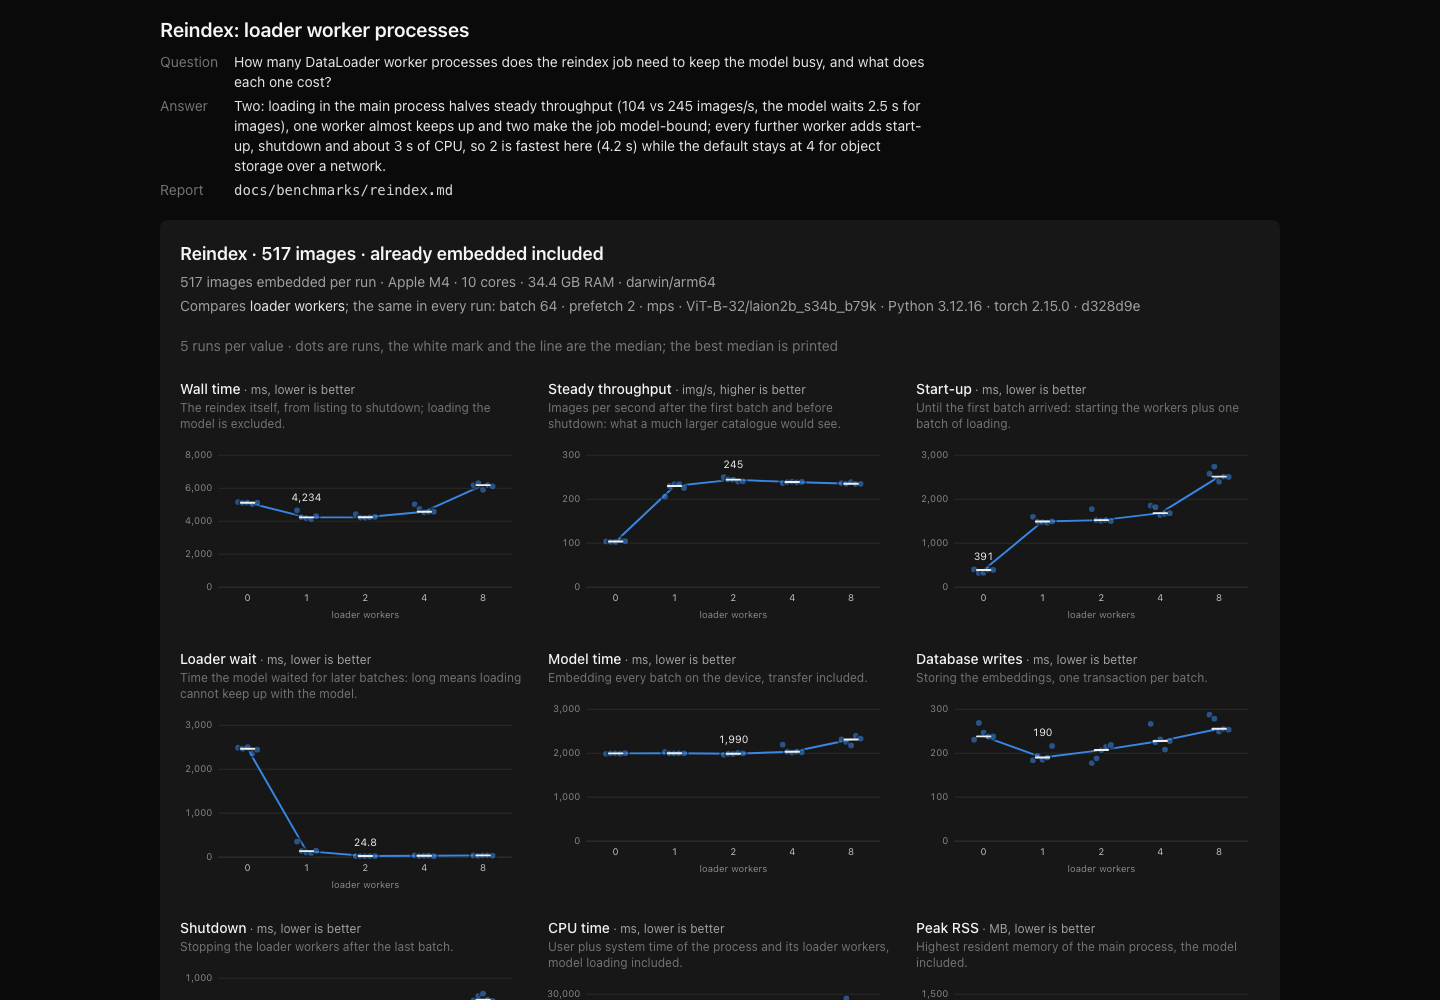 Reindex: loader worker processes
Question How many DataLoader worker processes does the reindex job need to keep the model busy, and what does
each one cost?
Answer Two: loading in the main process halves steady throughput (104 vs 245 images/s, the model waits 2.5 s for
images), one worker almost keeps up and two make the job model-bound; every further worker adds start-
up, shutdown and about 3 s of CPU, so 2 is fastest here (4.2 s) while the default stays at 4 for object
storage over a network.
Report docs/benchmarks/reindex.md
Reindex · 517 images · already embedded included
517 images embedded per run · Apple M4 · 10 cores · 34.4 GB RAM · darwin/arm64
Compares loader workers; the same in every run: batch 64 · prefetch 2 · mps · ViT-B-32/laion2b_s34b_b79k · Python 3.12.16 · torch 2.15.0 · d328d9e
5 runs per value · dots are runs, the white mark and the line are the median; the best median is printed
Wall time · ms, lower is better
The reindex itself, from listing to shutdown; loading the
model is excluded.
8,000
6,000
4,234
4,000
2,000
0
0 1 2 4 8
loader workers
Steady throughput · img/s, higher is better
Images per second after the first batch and before
shutdown: what a much larger catalogue would see.
300
245
200
100
0
0 1 2 4 8
loader workers
Start-up · ms, lower is better
Until the first batch arrived: starting the workers plus one
batch of loading.
3,000
2,000
1,000
391
0
0 1 2 4 8
loader workers
Loader wait · ms, lower is better
Time the model waited for later batches: long means loading
cannot keep up with the model.
3,000
2,000
1,000
24.8
0
0 1 2 4 8
loader workers
Model time · ms, lower is better
Embedding every batch on the device, transfer included.
3,000
1,990
2,000
1,000
0
0 1 2 4 8
loader workers
Database writes · ms, lower is better
Storing the embeddings, one transaction per batch.
300
190
200
100
0
0 1 2 4 8
loader workers
Shutdown · ms, lower is better
Stopping the loader workers after the last batch.
1,000
CPU time · ms, lower is better
User plus system time of the process and its loader workers,
model loading included.
30,000
Peak RSS · MB, lower is better
Highest resident memory of the main process, the model
included.
1,500